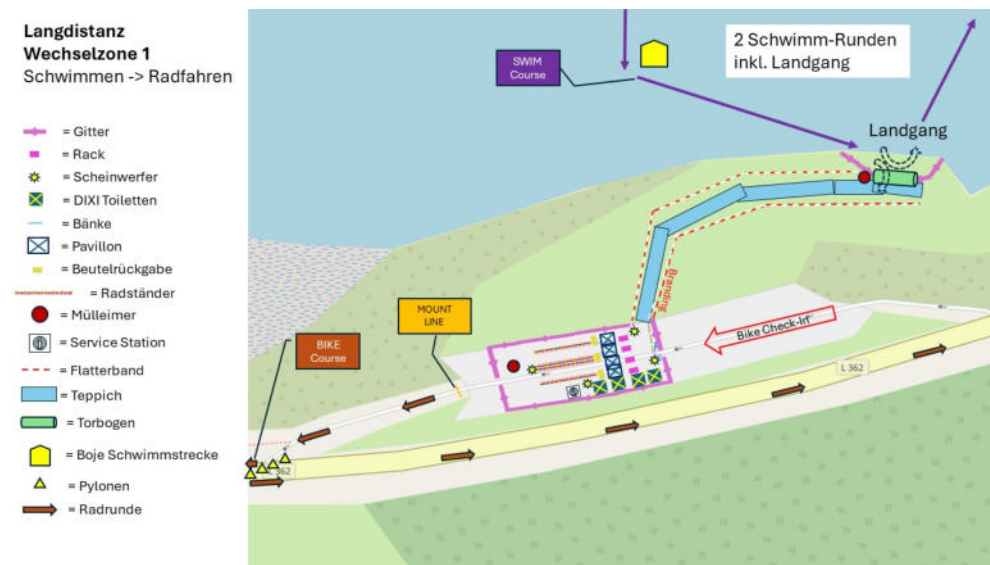 Langdistanz
Wechselzone 1
Schwimmen -> Radfahren
= Gitter
= Rack
= Scheinwerfer
= DIXI Toiletten
= Bänke
= Pavillon
= Beutelrückgabe
= Radständer
= Mülleimer
= Service Station
= Flatterband
= Teppich
= Torbogen
= Boje Schwimmstrecke
= Pylonen
= Radrunde
SWIM
Course
2 Schwimm-Runden
inkl. Landgang
Landgang
Branding
MOUNT
LINE
BIKE
Course
Bike Check-In
L 362
L 362